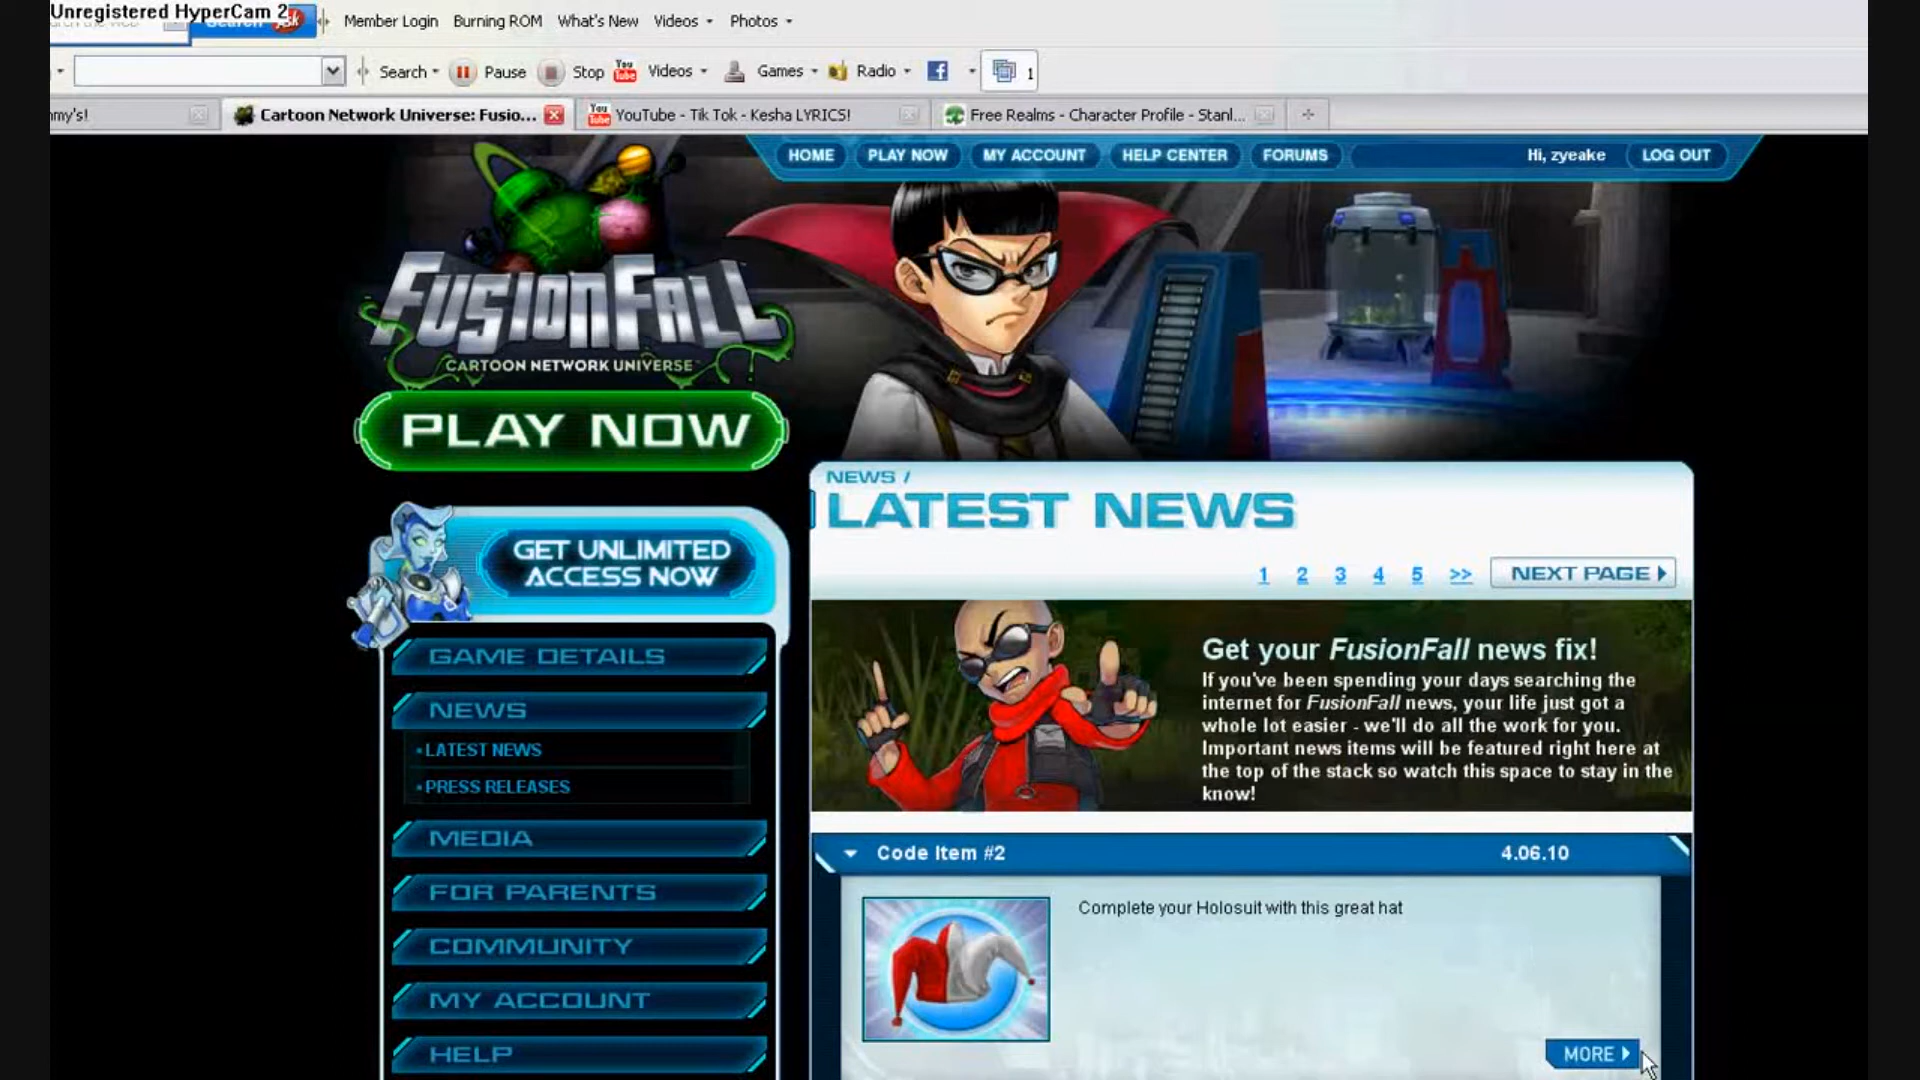 Unregistered HyperCam 2
Member Login Burning ROM What's New Videos Photos
Search Pause Stop You Tube Videos Games Radio 1
my's! Cartoon Network Universe: Fusio... You Tube YouTube - Tik Tok - Kesha LYRICS! Free Realms - Character Profile - Stanl...
HOME PLAY NOW MY ACCOUNT HELP CENTER FORUMS Hi, zyeake LOG OUT
FUSIONFALL
CARTOON NETWORK UNIVERSE
PLAY NOW
GET UNLIMITED
ACCESS NOW
GAME DETAILS
NEWS
•LATEST NEWS
•PRESS RELEASES
MEDIA
FOR PARENTS
COMMUNITY
MY ACCOUNT
HELP
NEWS /
LATEST NEWS
1 2 3 4 5 >> NEXT PAGE
Get your FusionFall news fix!
If you've been spending your days searching the
internet for FusionFall news, your life just got a
whole lot easier - we'll do all the work for you.
Important news items will be featured right here at
the top of the stack so watch this space to stay in the
know!
Code Item #2 4.06.10
Complete your Holosuit with this great hat
MORE